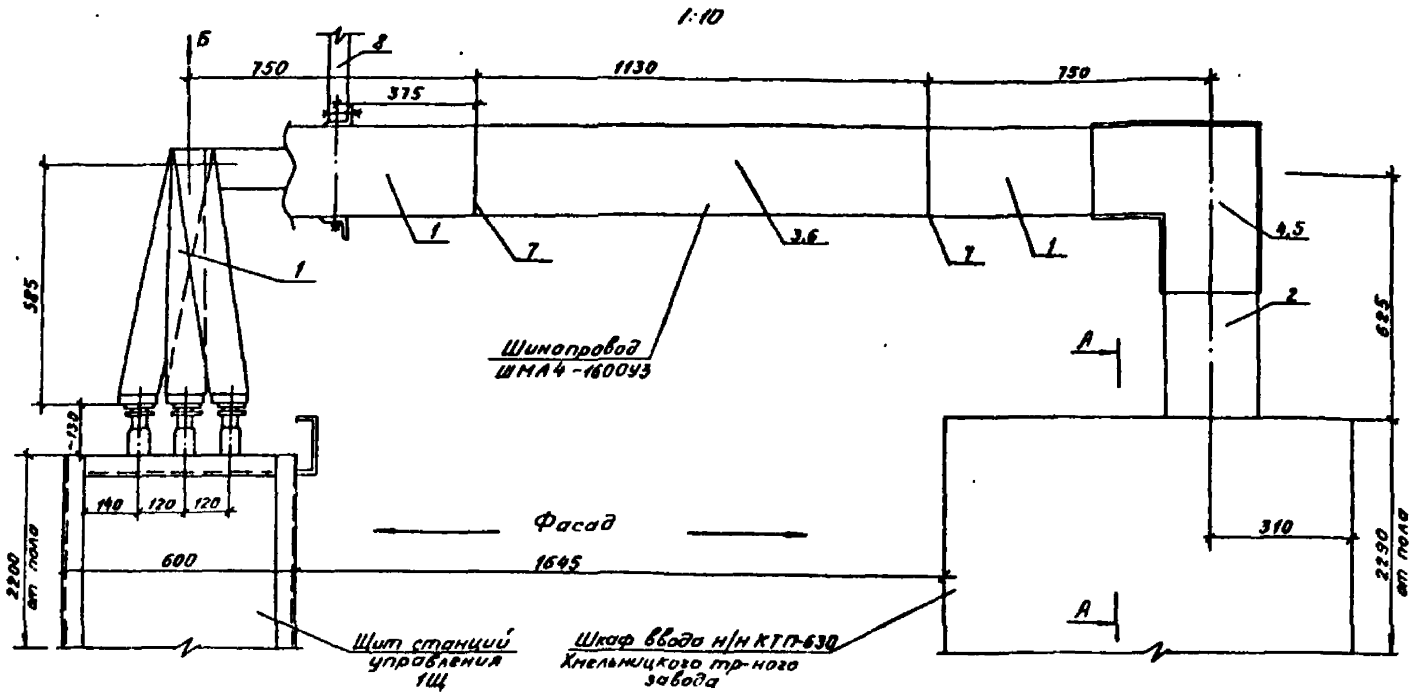 1:10
Б
8
750
1130
750
375
1
7
3,6
7
1
4,5
1
2
585
625
Шинопровод
ШМА4-1600У3
А
~130
140
120
120
Фасад
310
600
1645
2200
от пола
2290
от пола
А
Щит станций
управления
1Щ
Шкаф ввода н/н КТП-630
Хмельницкого тр-ного
завода